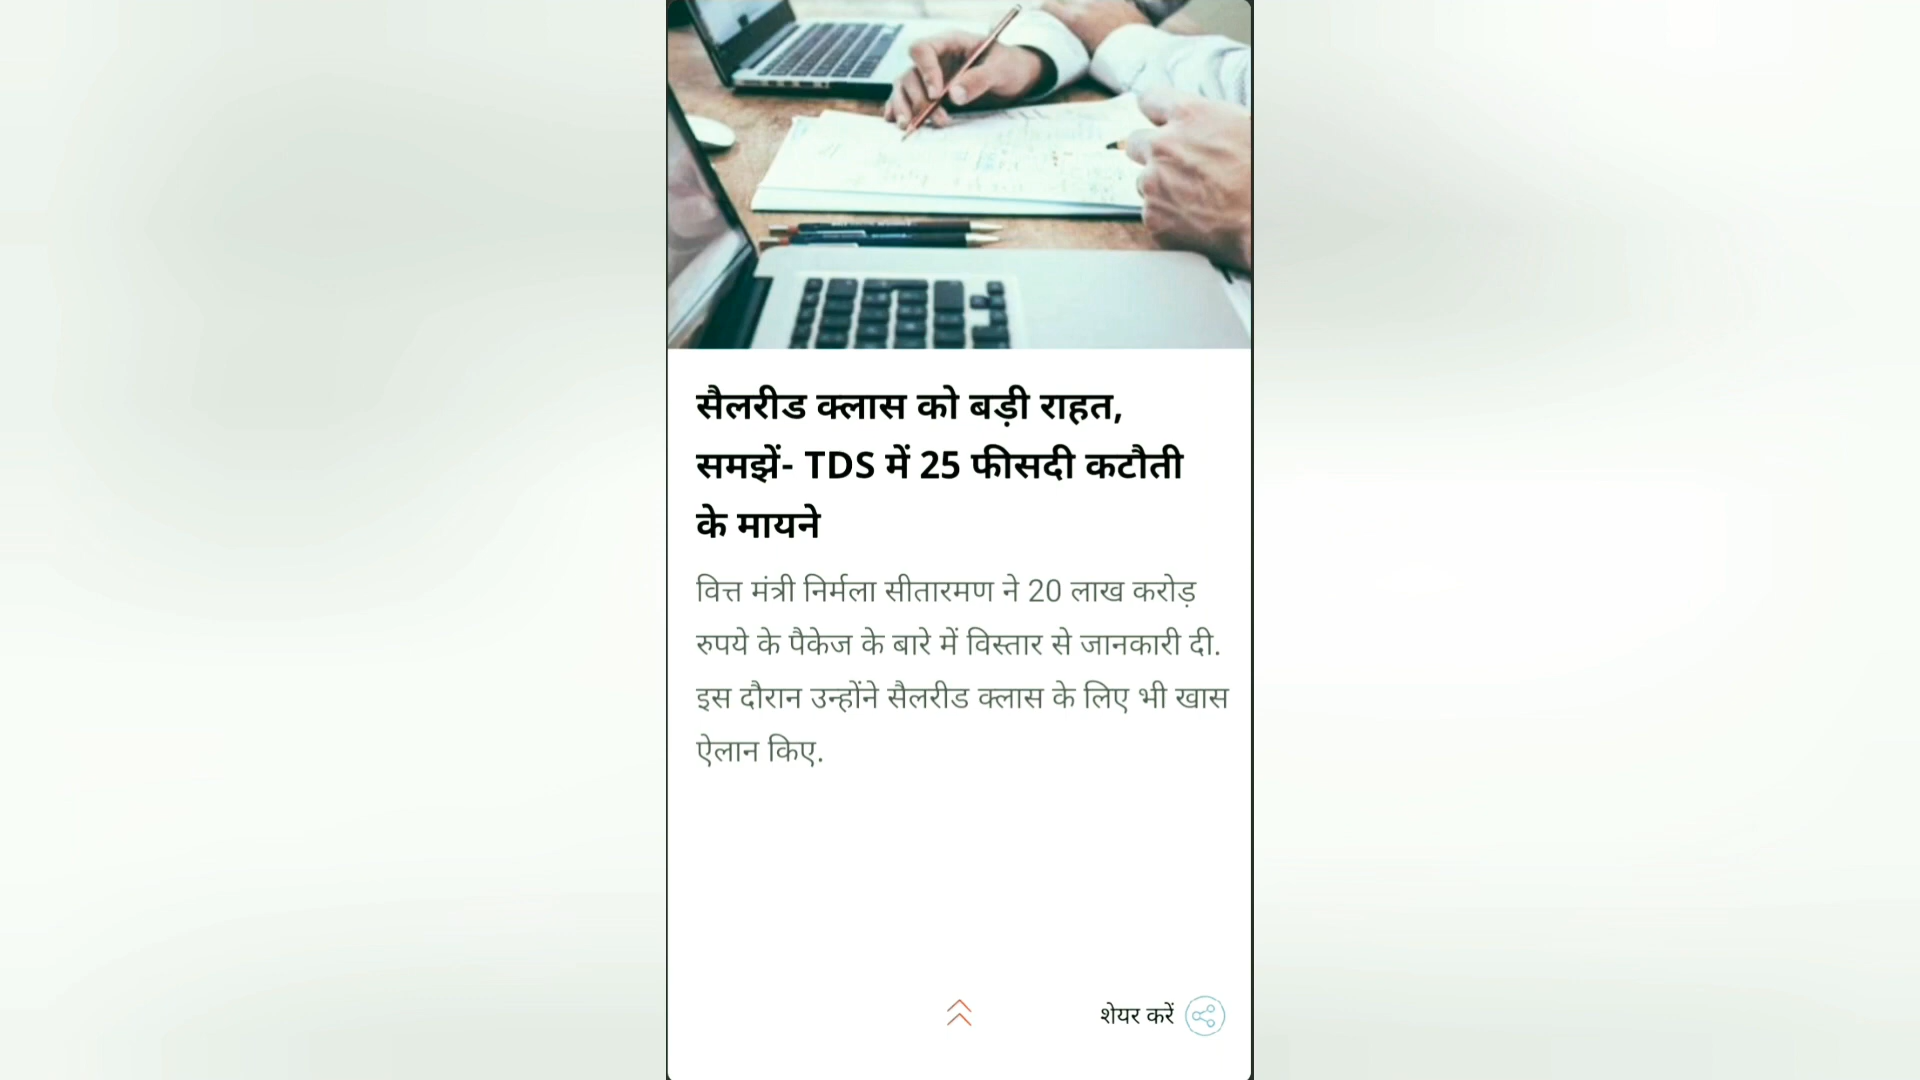 सैलरीड क्लास को बड़ी राहत,
समझें- TDS में 25 फीसदी कटौती
के मायने
वित्त मंत्री निर्मला सीतारमण ने 20 लाख करोड़
रुपये के पैकेज के बारे में विस्तार से जानकारी दी.
इस दौरान उन्होंने सैलरीड क्लास के लिए भी खास
ऐलान किए.
शेयर करें